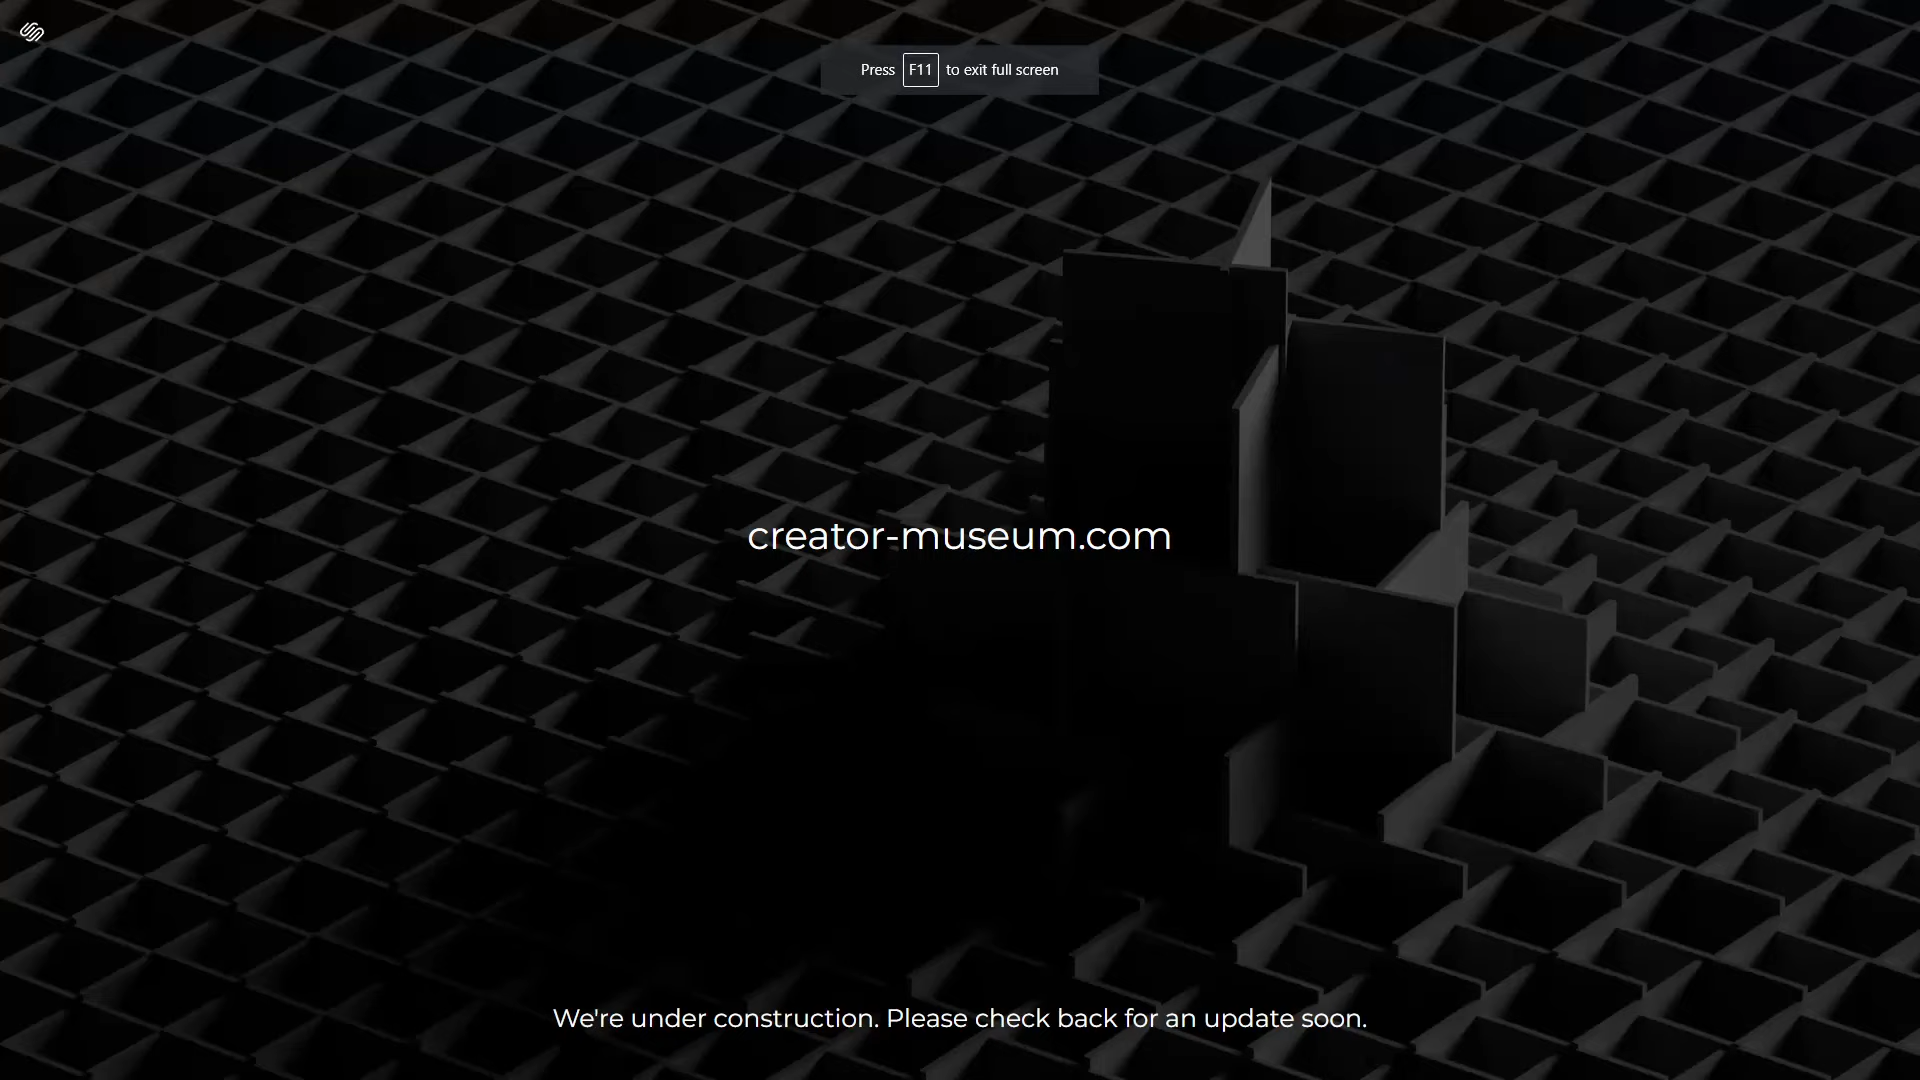 Press F11 to exit full screen
creator-museum.com
We're under construction. Please check back for an update soon.